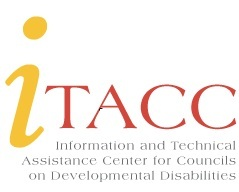 iTACC
Information and Technical
Assistance Center for Councils
on Developmental Disabilities